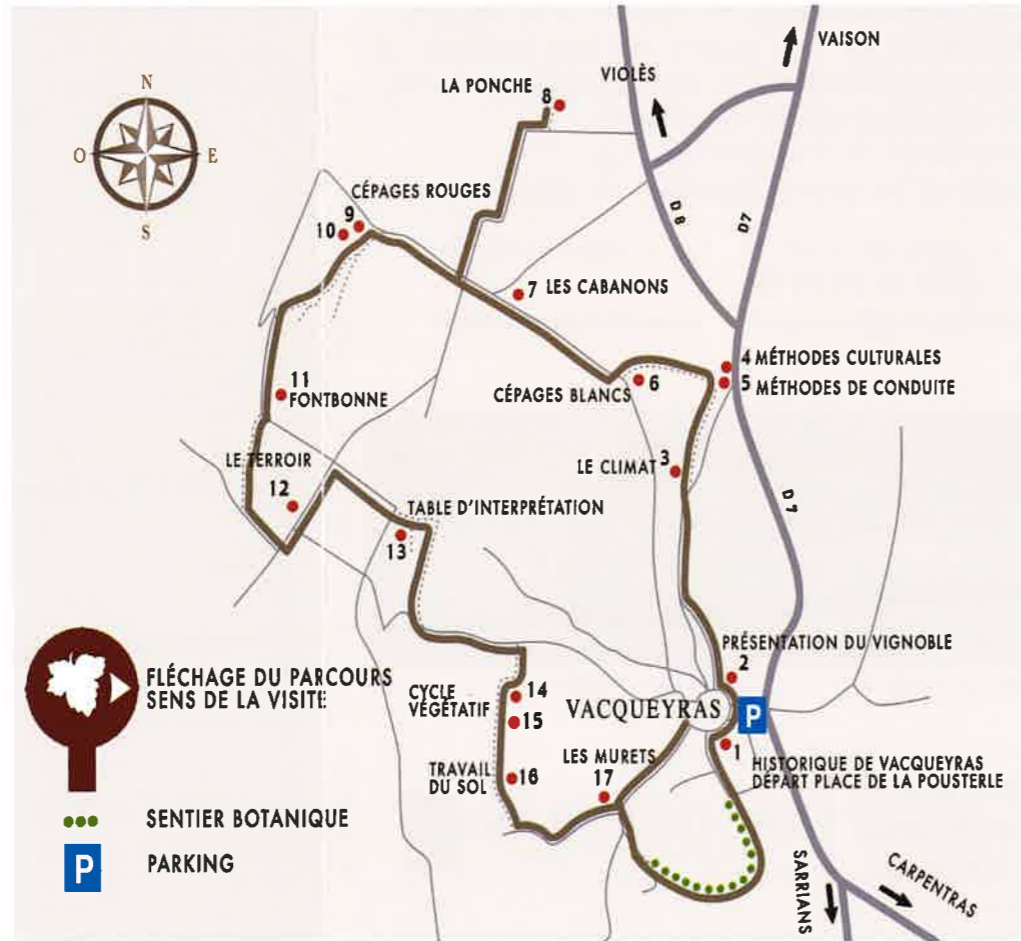 VAISON
VIOLÈS
LA PONCHE
8
N
O
E
S
CÉPAGES ROUGES
9
10
D 8
D7
7 LES CABANONS
4 MÉTHODES CULTURALES
5 MÉTHODES DE CONDUITE
6
CÉPAGES BLANCS
11
FONTBONNE
LE TERROIR
12
LE CLIMAT 3
D7
TABLE D'INTERPRÉTATION
13
PRÉSENTATION DU VIGNOBLE
2
FLÉCHAGE DU PARCOURS
SENS DE LA VISITE
CYCLE
VÉGÉTATIF
14
15
VACQUEYRAS
P
1
HISTORIQUE DE VACQUEYRAS
DÉPART PLACE DE LA POUSTERLE
LES MURETS
17
TRAVAIL
DU SOL
16
SENTIER BOTANIQUE
P
PARKING
SARRIANS
CARPENTRAS